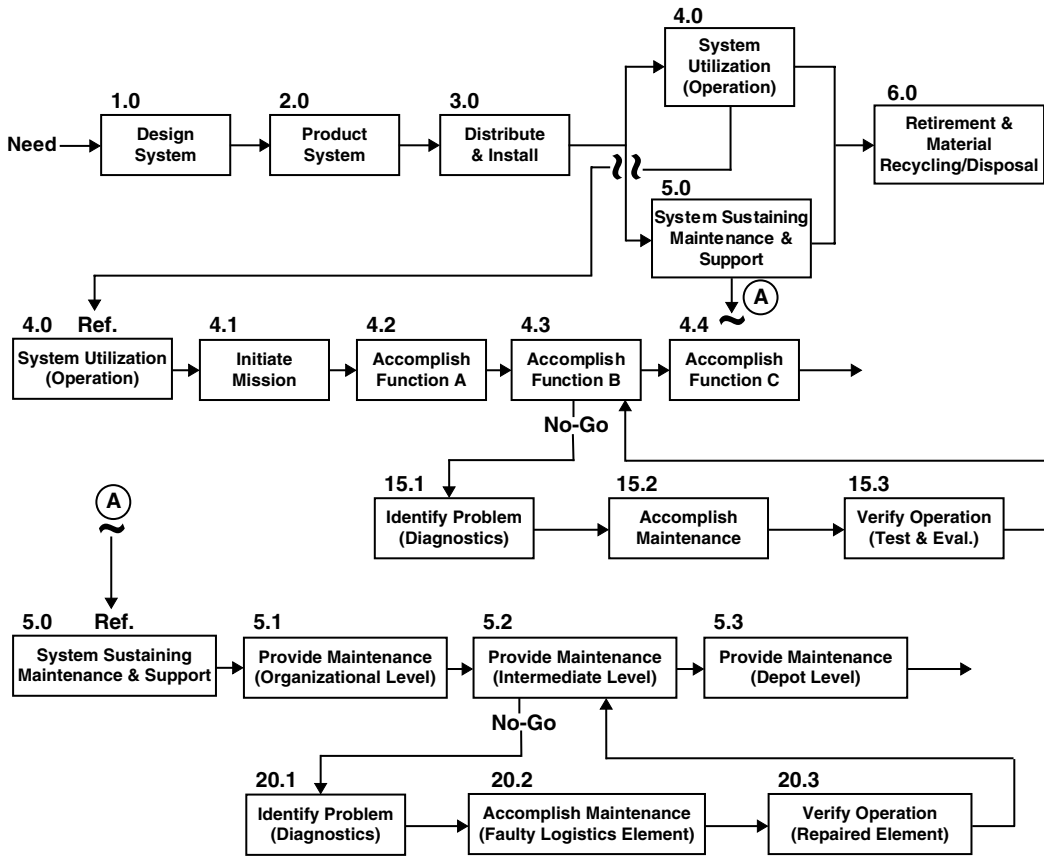 4.0
System
Utilization
(Operation)
1.0
2.0
3.0
6.0
Need
Design
System
Product
System
Distribute
& Install
Retirement &
Material
Recycling/Disposal
5.0
System Sustaining
Maintenance &
Support
A
4.0 Ref.
System Utilization
(Operation)
4.1
Initiate
Mission
4.2
Accomplish
Function A
4.3
Accomplish
Function B
4.4
Accomplish
Function C
No-Go
15.1
Identify Problem
(Diagnostics)
15.2
Accomplish
Maintenance
15.3
Verify Operation
(Test & Eval.)
A
5.0 Ref.
System Sustaining
Maintenance & Support
5.1
Provide Maintenance
(Organizational Level)
5.2
Provide Maintenance
(Intermediate Level)
5.3
Provide Maintenance
(Depot Level)
No-Go
20.1
Identify Problem
(Diagnostics)
20.2
Accomplish Maintenance
(Faulty Logistics Element)
20.3
Verify Operation
(Repaired Element)